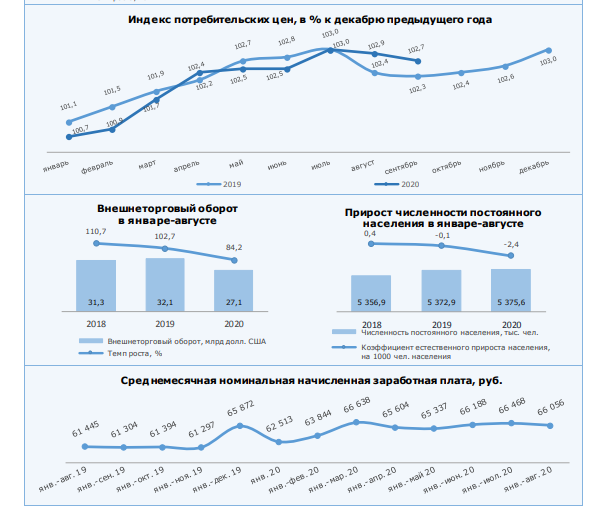 Индекс потребительских цен, в % к декабрю предыдущего года
103,0
102,7
102,8
103,0
102,9
102,7
101,1
101,5
101,9
102,4
102,2
102,5
102,5
102,4
102,3
102,4
102,6
103,0
100,7
100,9
101,7
январь
февраль
март
апрель
май
июнь
июль
август
сентябрь
октябрь
ноябрь
декабрь
2019
2020
Внешнеторговый оборот
в январе-августе
110,7
102,7
84,2
31,3
32,1
27,1
2018
2019
2020
Внешнеторговый оборот, млрд долл. США
Темп роста, %
Прирост численности постоянного
населения в январе-августе
0,4
-0,1
-2,4
5 356,9
5 372,9
5 375,6
2018
2019
2020
Численность постоянного населения, тыс. чел.
Коэффициент естественного прироста населения,
на 1000 чел. населения
Среднемесячная номинальная начисленная заработная плата, руб.
61 445
61 304
61 394
61 297
65 872
62 513
63 844
66 638
65 604
65 337
66 188
66 468
66 056
янв.-авг. 19
янв.-сен. 19
янв.-окт. 19
янв.-ноя. 19
янв.-дек. 19
янв. 20
янв.-фев. 20
янв.-мар. 20
янв.-апр. 20
янв.-май 20
янв.-июн. 20
янв.-июл. 20
янв.-авг. 20